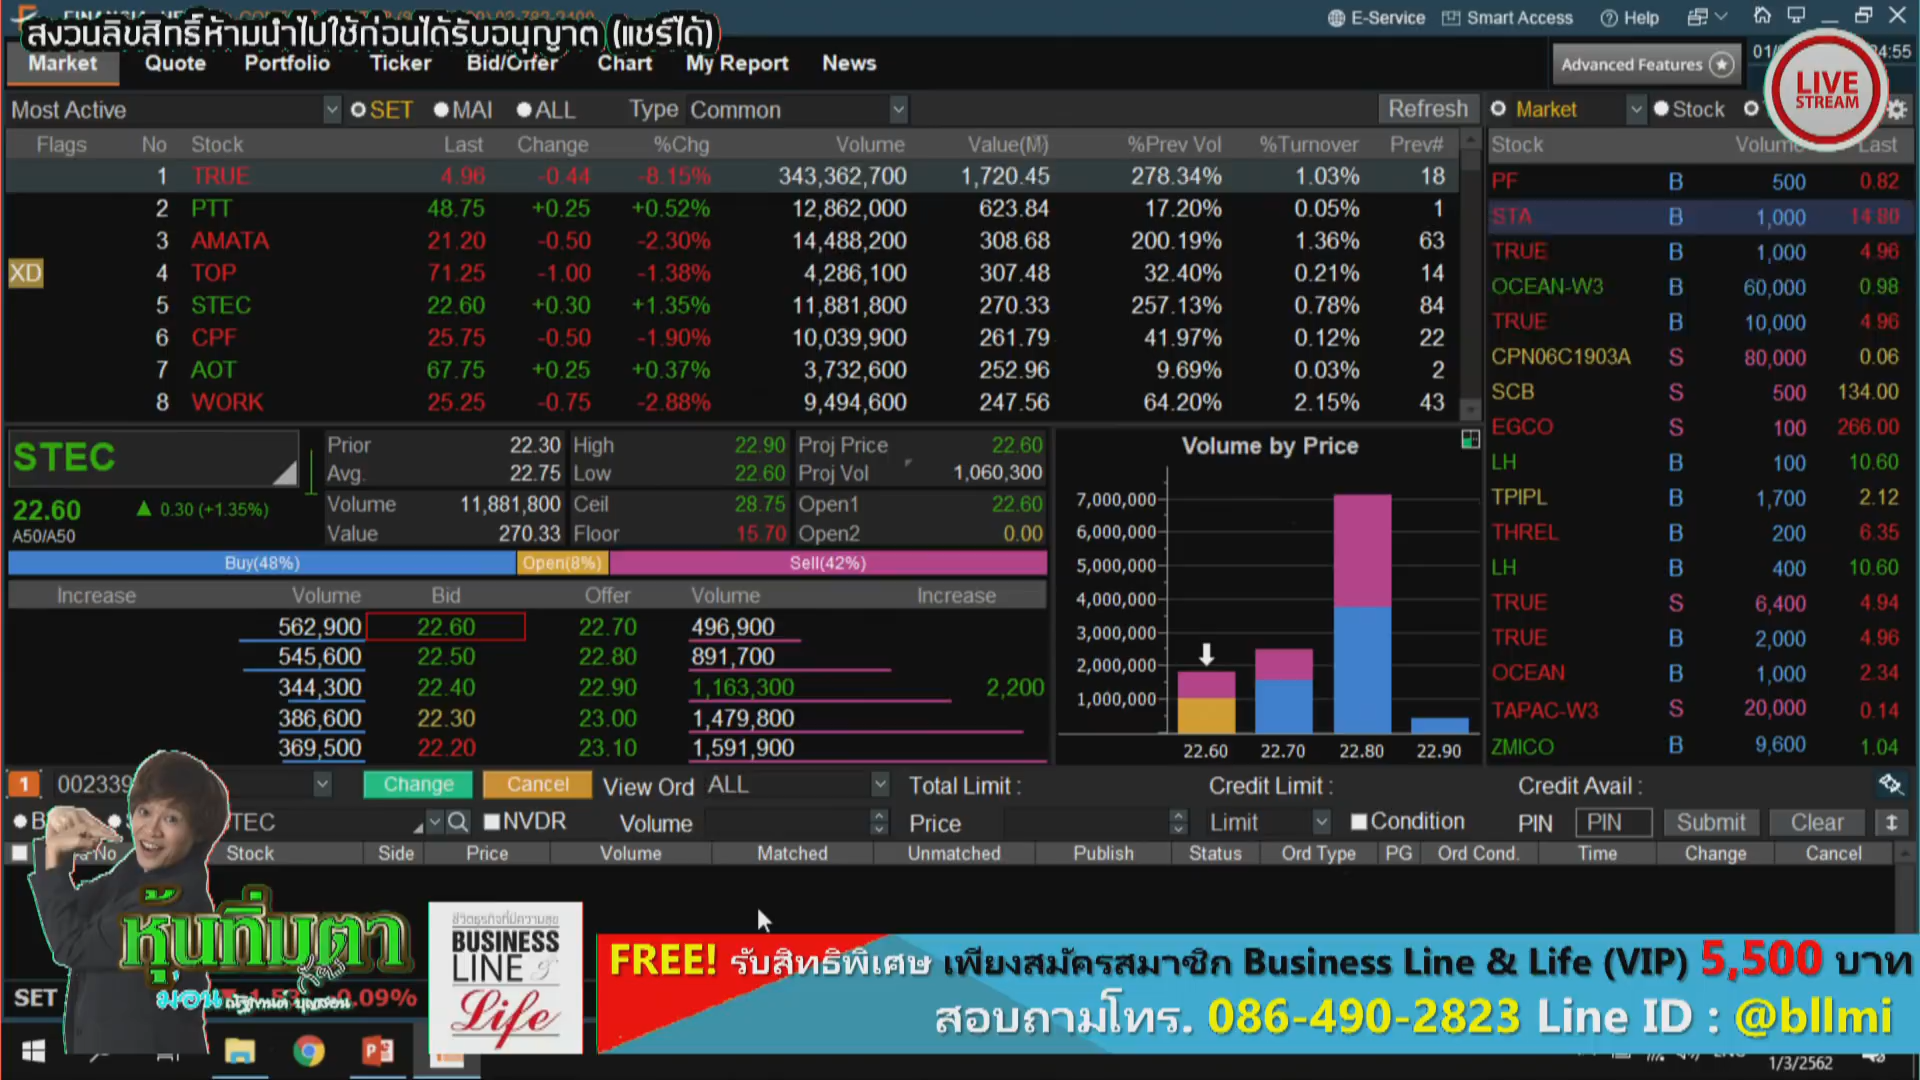 สงวนลิขสิทธิ์ห้ามนำไปใช้ก่อนได้รับอนุญาต (แชร์ได้)
E-Service Smart Access Help
Market Quote Portfolio Ticker Bid/Offer Chart My Report News
Advanced Features
LIVE STREAM
Most Active SET MAI ALL Type Common Refresh
Market Stock
Flags No Stock Last Change %Chg Volume Value(M) %Prev Vol %Turnover Prev#
1 TRUE 4.96 -0.44 -8.15% 343,362,700 1,720.45 278.34% 1.03% 18
2 PTT 48.75 +0.25 +0.52% 12,862,000 623.84 17.20% 0.05% 1
3 AMATA 21.20 -0.50 -2.30% 14,488,200 308.68 200.19% 1.36% 63
XD 4 TOP 71.25 -1.00 -1.38% 4,286,100 307.48 32.40% 0.21% 14
5 STEC 22.60 +0.30 +1.35% 11,881,800 270.33 257.13% 0.78% 84
6 CPF 25.75 -0.50 -1.90% 10,039,900 261.79 41.97% 0.12% 22
7 AOT 67.75 +0.25 +0.37% 3,732,600 252.96 9.69% 0.03% 2
8 WORK 25.25 -0.75 -2.88% 9,494,600 247.56 64.20% 2.15% 43
Stock Last
PF B 500 0.82
STA B 1,000 14.80
TRUE B 1,000 4.96
OCEAN-W3 B 60,000 0.98
TRUE B 10,000 4.96
CPN06C1903A S 80,000 0.06
SCB S 500 134.00
EGCO S 100 266.00
LH B 100 10.60
TPIPL B 1,700 2.12
THREL B 200 6.35
LH B 400 10.60
TRUE S 6,400 4.94
TRUE B 2,000 4.96
OCEAN B 1,000 2.34
TAPAC-W3 S 20,000 0.14
ZMICO B 9,600 1.04
STEC
22.60 ▲ 0.30 (+1.35%)
A50/A50
Prior 22.30 High 22.90 Proj Price 22.60
Avg. 22.75 Low 22.60 Proj Vol 1,060,300
Volume 11,881,800 Ceil 28.75 Open1 22.60
Value 270.33 Floor 15.70 Open2 0.00
Buy(48%) Open(8%) Sell(42%)
Increase Volume Bid Offer Volume Increase
562,900 22.60 22.70 496,900
545,600 22.50 22.80 891,700
344,300 22.40 22.90 1,163,300 2,200
386,600 22.30 23.00 1,479,800
369,500 22.20 23.10 1,591,900
Volume by Price
7,000,000
6,000,000
5,000,000
4,000,000
3,000,000
2,000,000
1,000,000
22.60 22.70 22.80 22.90
1 Change Cancel View Ord ALL Total Limit : Credit Limit : Credit Avail :
NVDR Volume Price Limit Condition PIN PIN Submit Clear
Stock Side Price Volume Matched Unmatched Publish Status Ord Type PG Ord Cond. Time Change Cancel
หุ้นทิ่มตา
ชีวิตธุรกิจที่มีความสุข
BUSINESS
LINE &
Life
FREE! รับสิทธิพิเศษ เพียงสมัครสมาชิก Business Line & Life (VIP) 5,500 บาท
สอบถามโทร. 086-490-2823 Line ID : @bllmi
SET
1/3/2562